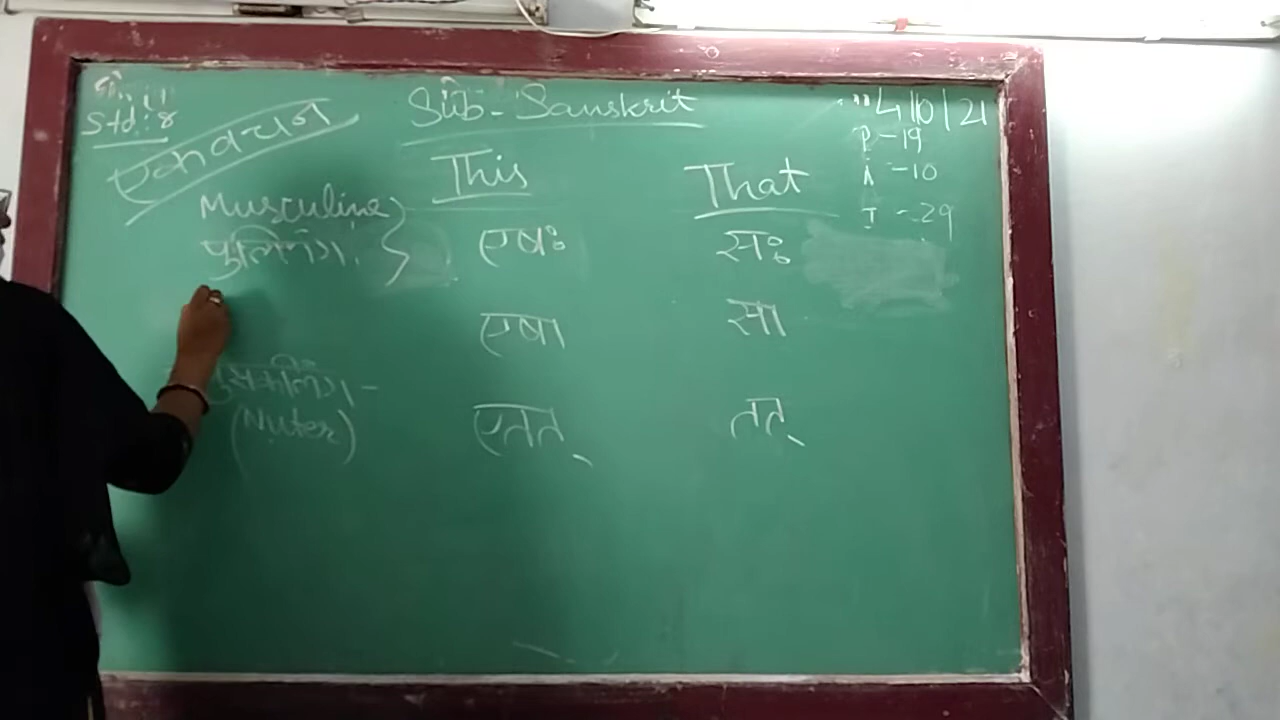 Std: 8
Sub - Sanskrit
4/10/21
P - 19
A - 10
T - 29
एकवचन
This
That
Musculine
पुल्लिंग.
एषः
सः
एषा
सा
(Nuter)
एतत्
तत्